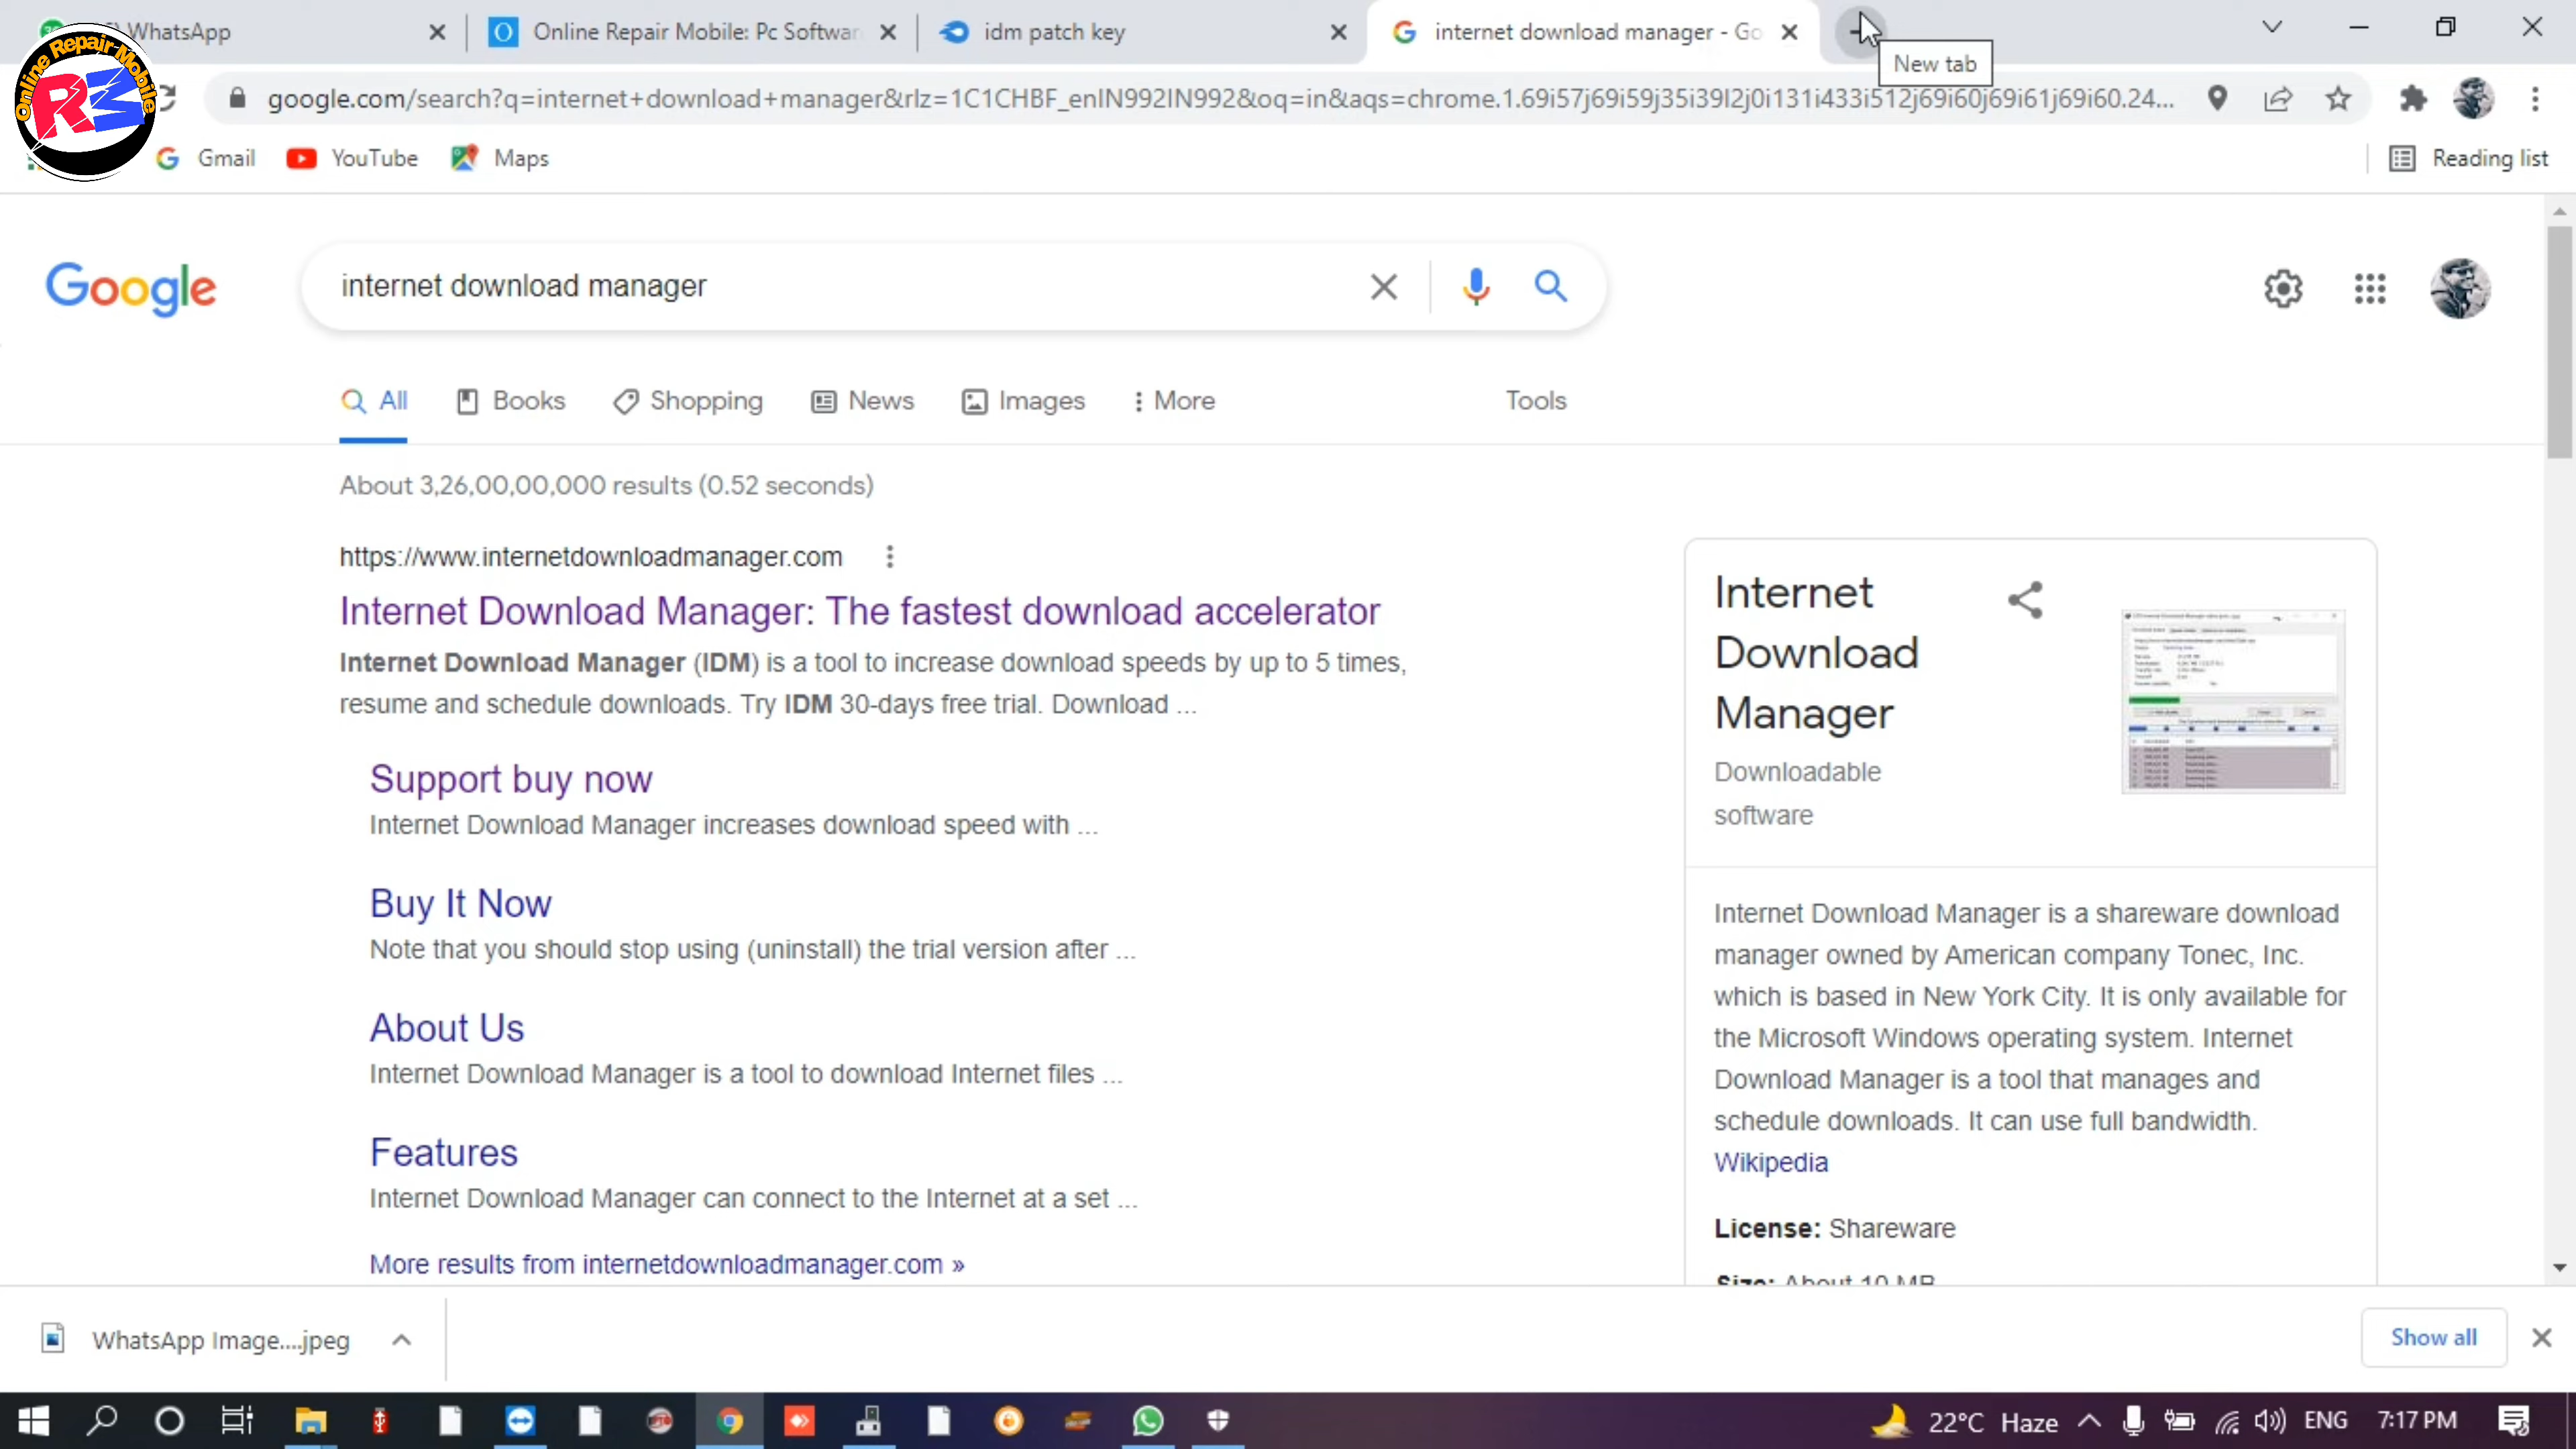 WhatsApp
Online Repair Mobile: Pc Softwar
idm patch key
internet download manager - Go
New tab
Online Repair Mobile
google.com/search?q=internet+download+manager&rlz=1C1CHBF_enIN992IN992&oq=in&aqs=chrome.1.69i57j69i59j35i39l2j0i131i433i512j69i60j69i61j69i60.24...
Gmail
YouTube
Maps
Reading list
Google
internet download manager
All
Books
Shopping
News
Images
More
Tools
About 3,26,00,00,000 results (0.52 seconds)
https://www.internetdownloadmanager.com
Internet Download Manager: The fastest download accelerator
Internet Download Manager (IDM) is a tool to increase download speeds by up to 5 times,
resume and schedule downloads. Try IDM 30-days free trial. Download ...
Support buy now
Internet Download Manager increases download speed with ...
Buy It Now
Note that you should stop using (uninstall) the trial version after ...
About Us
Internet Download Manager is a tool to download Internet files ...
Features
Internet Download Manager can connect to the Internet at a set ...
More results from internetdownloadmanager.com »
Internet
Download
Manager
Downloadable
software
Internet Download Manager is a shareware download
manager owned by American company Tonec, Inc.
which is based in New York City. It is only available for
the Microsoft Windows operating system. Internet
Download Manager is a tool that manages and
schedule downloads. It can use full bandwidth.
Wikipedia
License: Shareware
Size: About 10 MB
WhatsApp Image....jpeg
Show all
22°C Haze
ENG
7:17 PM